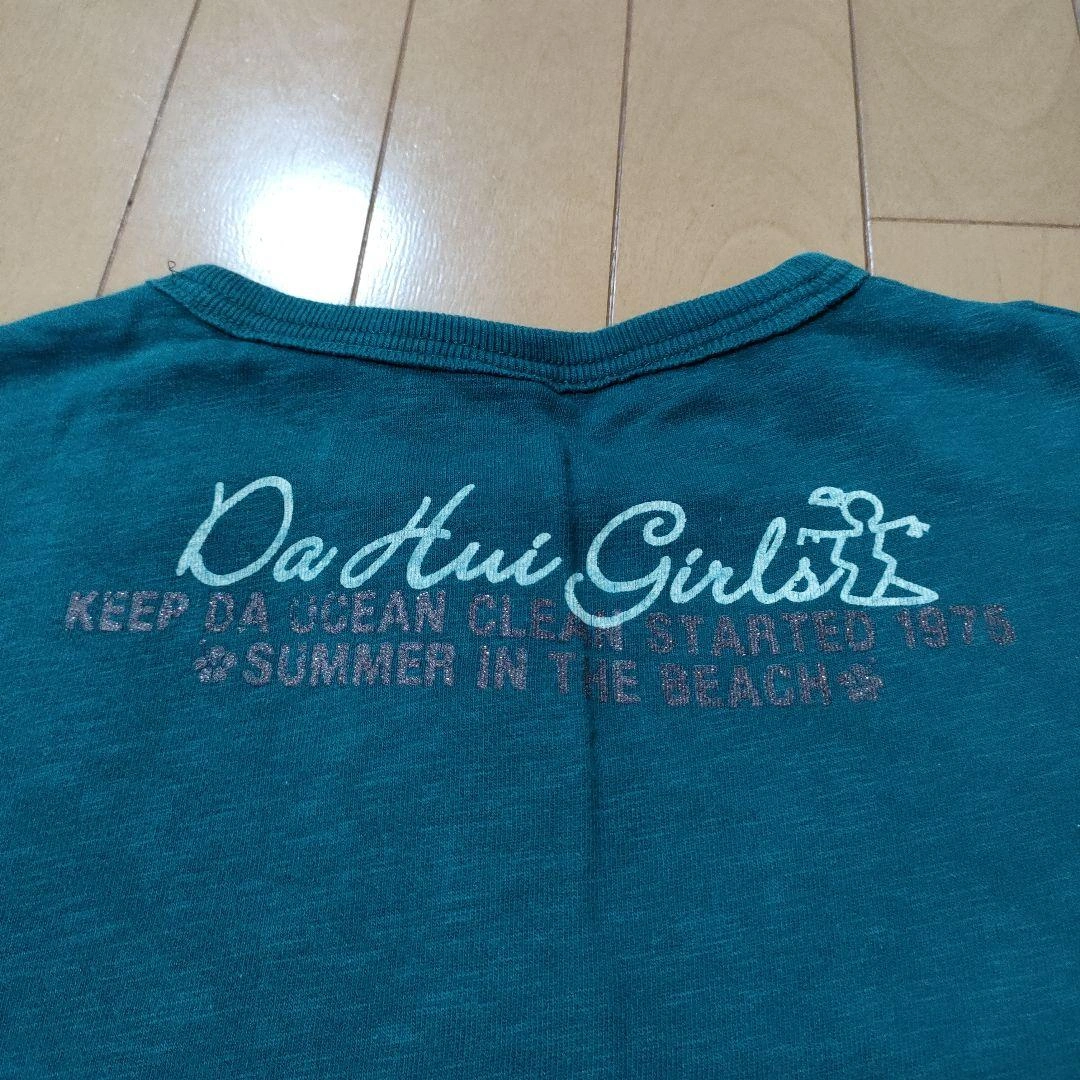 Da Hui Girls
KEEP DA OCEAN CLEAN STARTED 1975
SUMMER IN THE BEACH